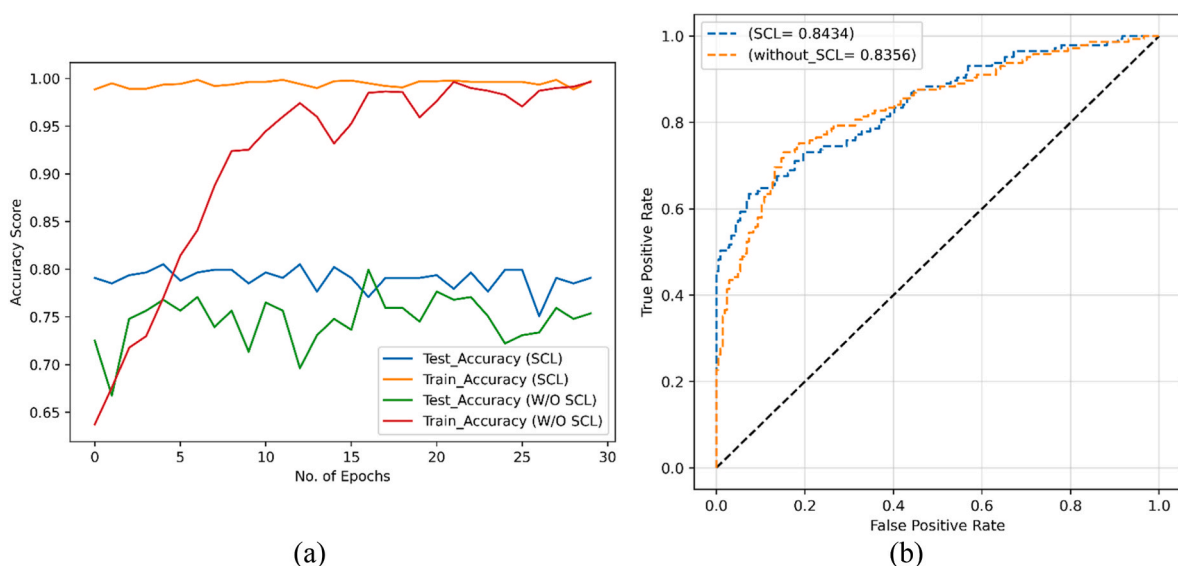 1.00
0.95
0.90
0.85
0.80
0.75
0.70
0.65
Accuracy Score
Test_Accuracy (SCL)
Train_Accuracy (SCL)
Test_Accuracy (W/O SCL)
Train_Accuracy (W/O SCL)
0 5 10 15 20 25 30
No. of Epochs
(a)
(SCL= 0.8434)
(without_SCL= 0.8356)
1.0
0.8
0.6
0.4
0.2
0.0
True Positive Rate
0.0 0.2 0.4 0.6 0.8 1.0
False Positive Rate
(b)